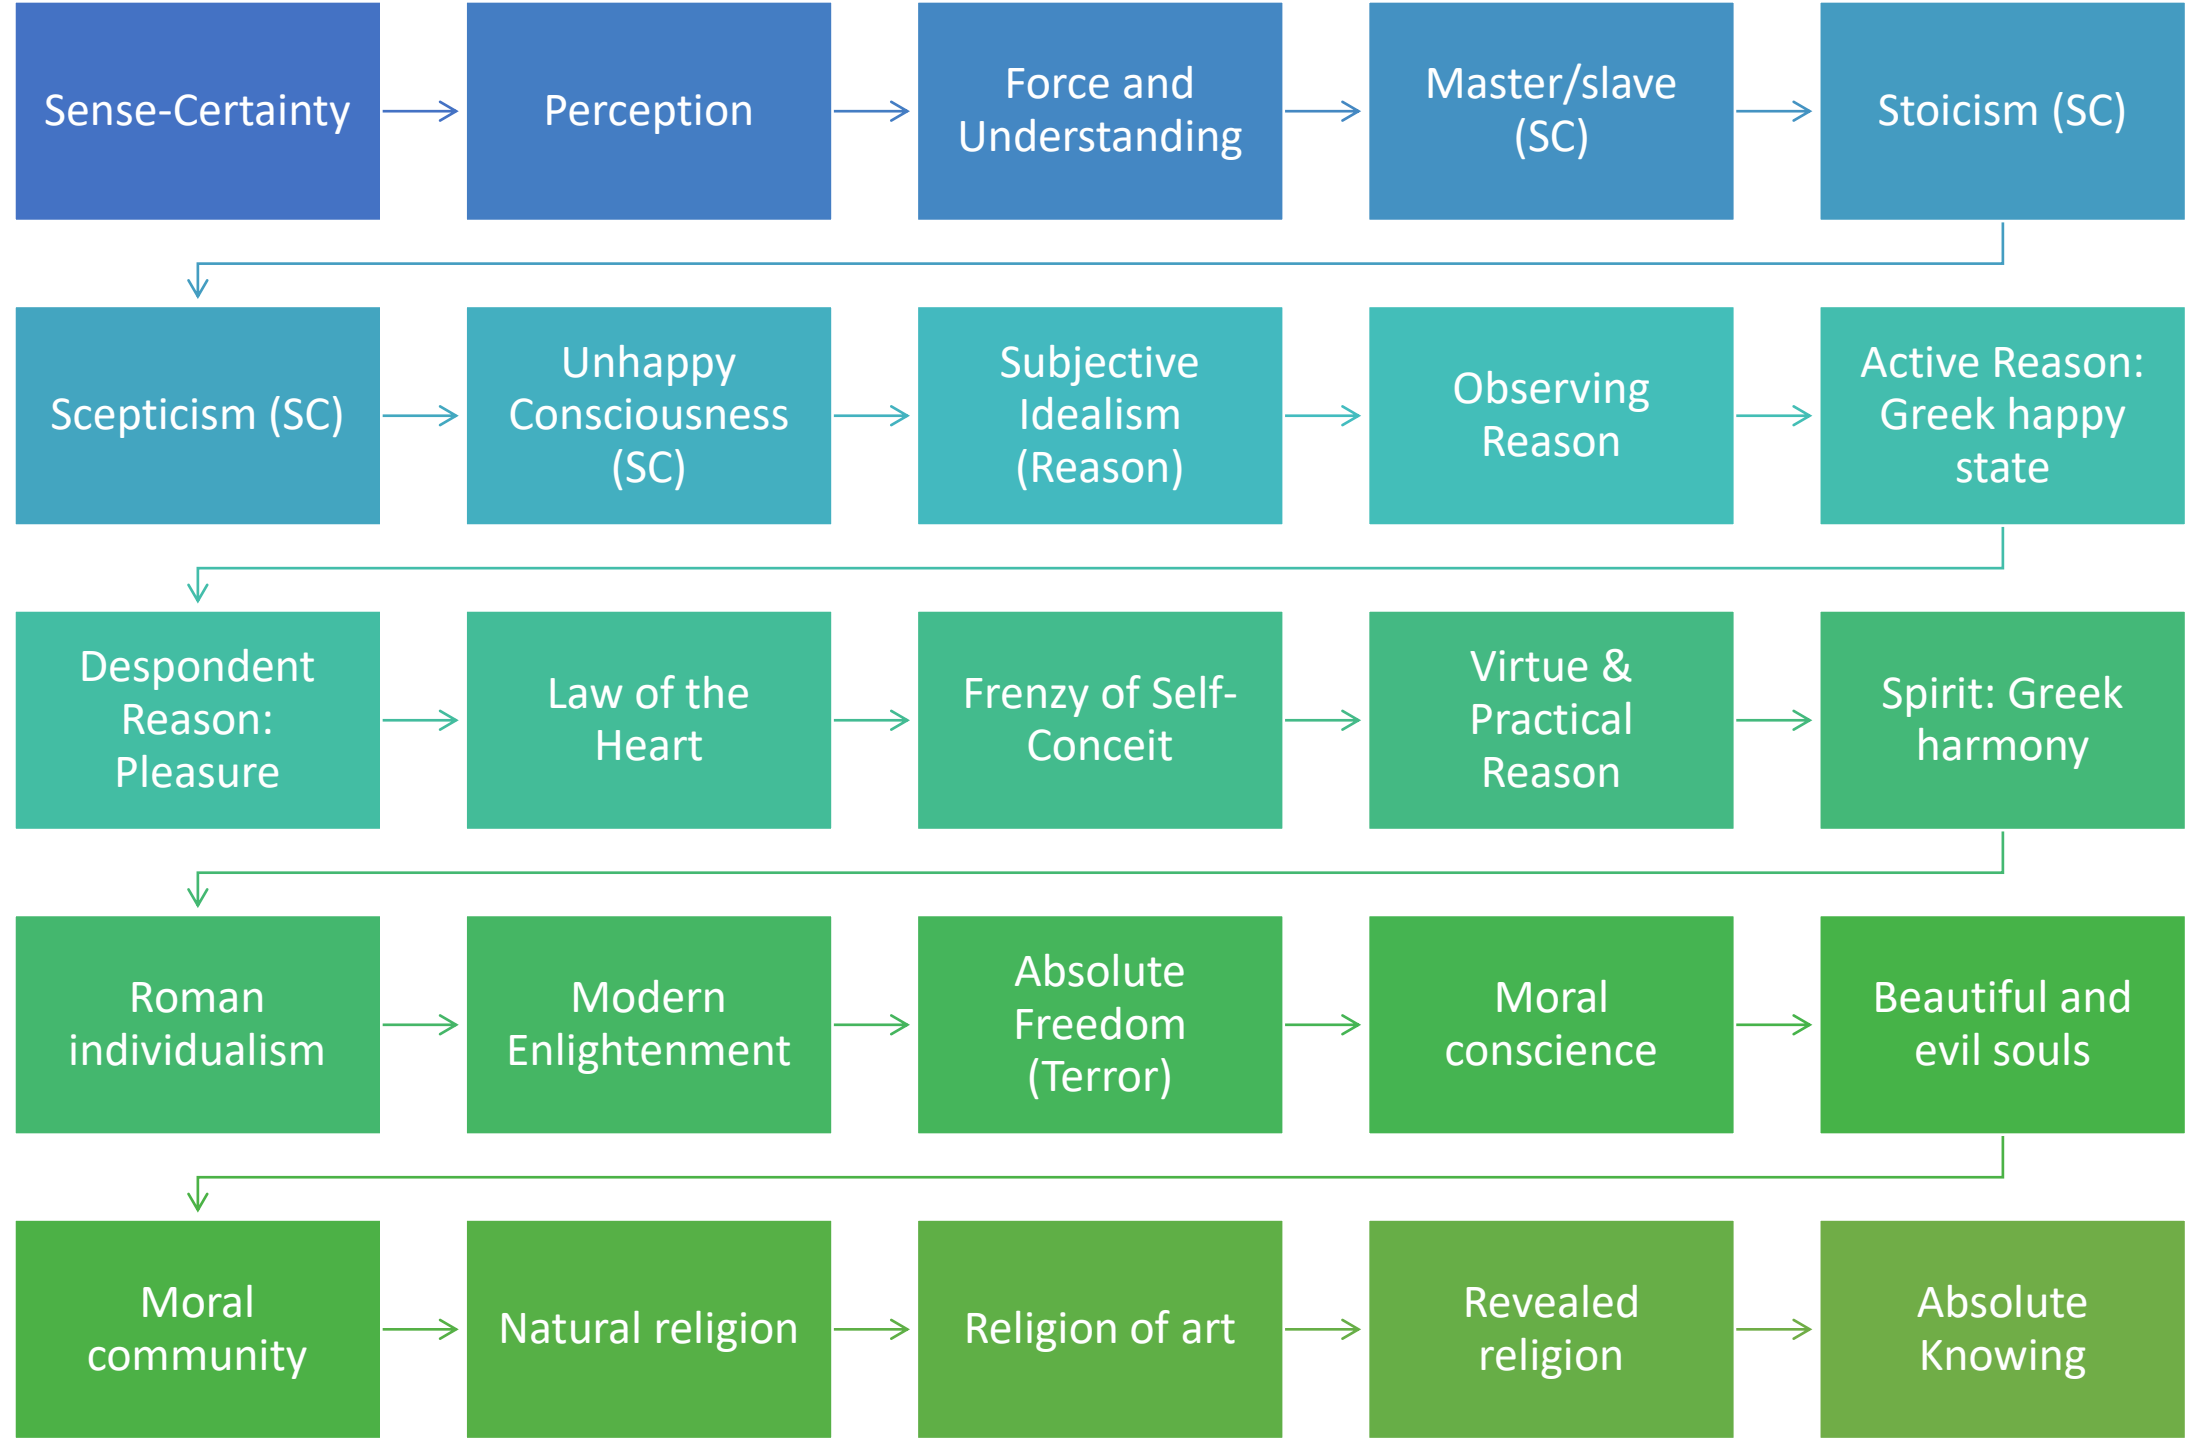 Sense-Certainty
Perception
Force and
Understanding
Master/slave
(SC)
Stoicism (SC)
Scepticism (SC)
Unhappy
Consciousness
(SC)
Subjective
Idealism
(Reason)
Observing
Reason
Active Reason:
Greek happy
state
Despondent
Reason:
Pleasure
Law of the
Heart
Frenzy of Self-
Conceit
Virtue &
Practical
Reason
Spirit: Greek
harmony
Roman
individualism
Modern
Enlightenment
Absolute
Freedom
(Terror)
Moral
conscience
Beautiful and
evil souls
Moral
community
Natural religion
Religion of art
Revealed
religion
Absolute
Knowing